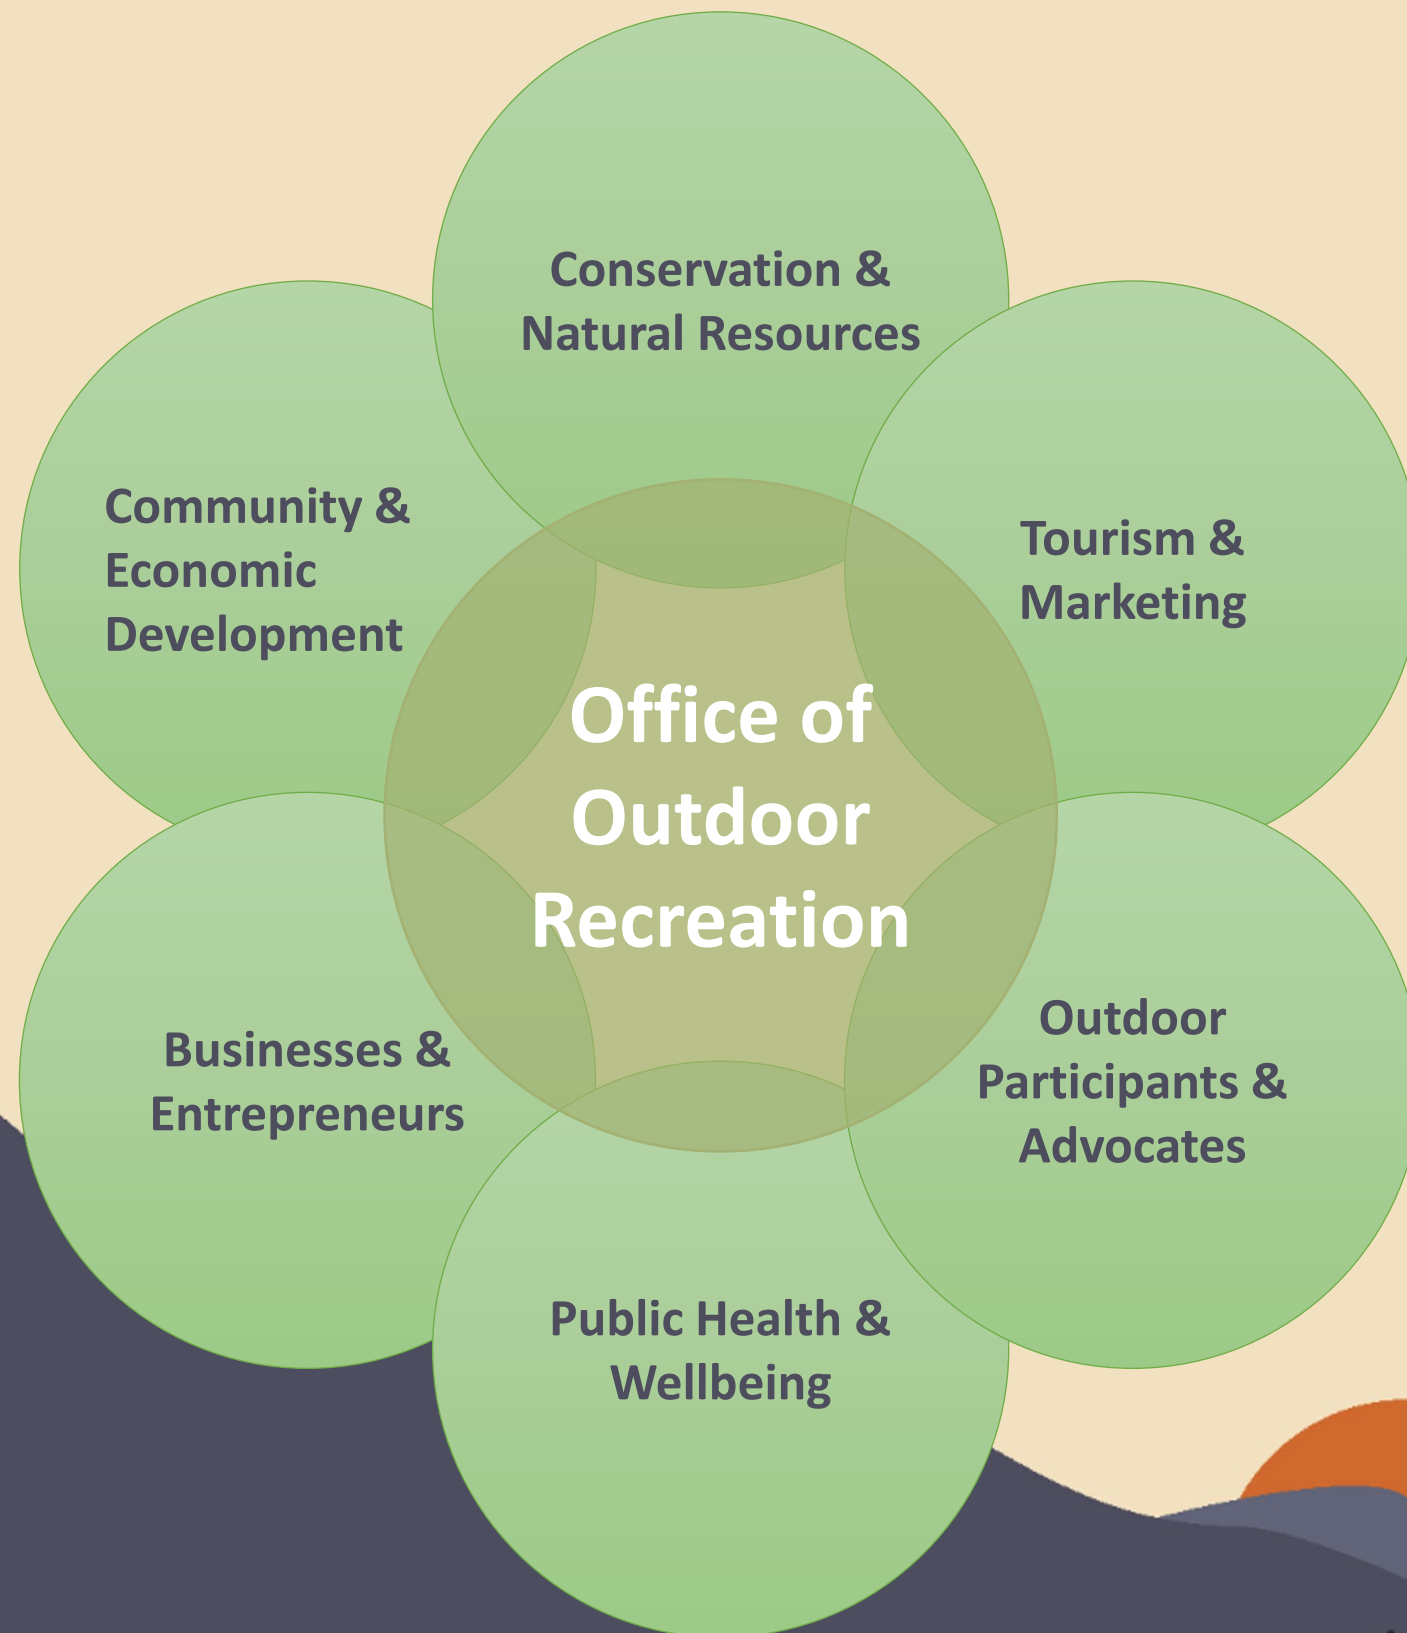 Conservation &
Natural Resources
Community &
Economic
Development
Tourism &
Marketing
Office of
Outdoor
Recreation
Businesses &
Entrepreneurs
Outdoor
Participants &
Advocates
Public Health &
Wellbeing